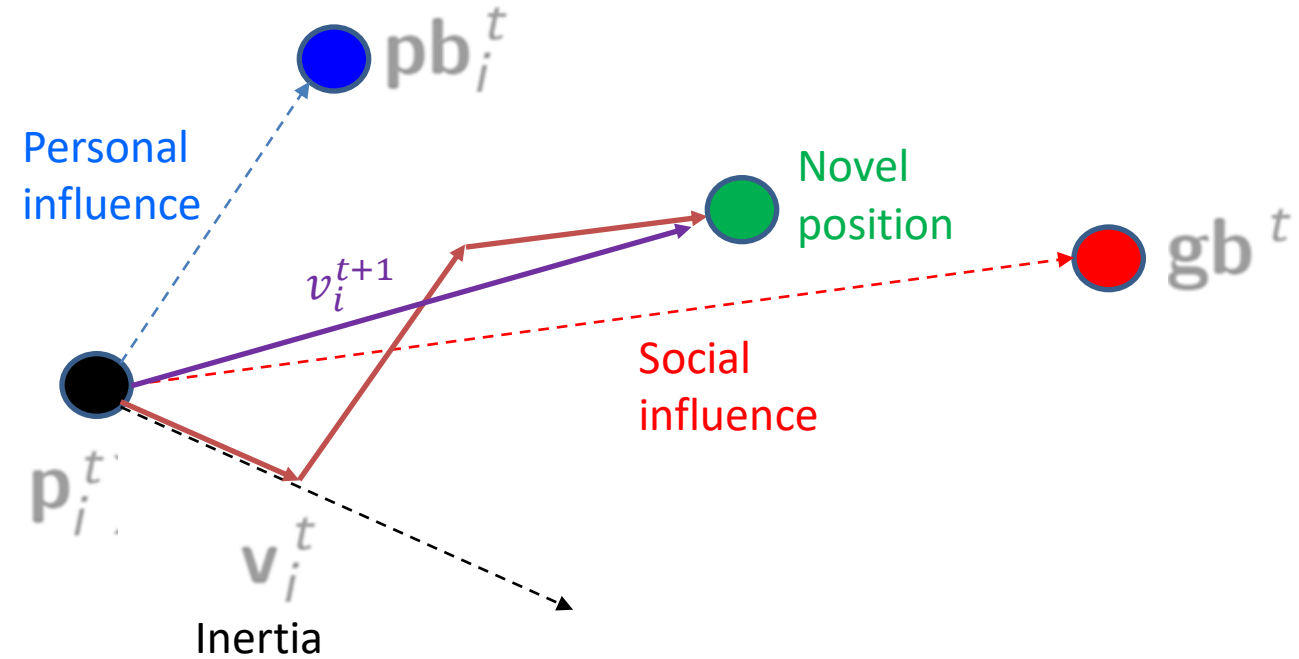 pb_i^t
Personal
influence
Novel
position
gb^t
v_i^{t+1}
Social
influence
p_i^t
v_i^t
Inertia